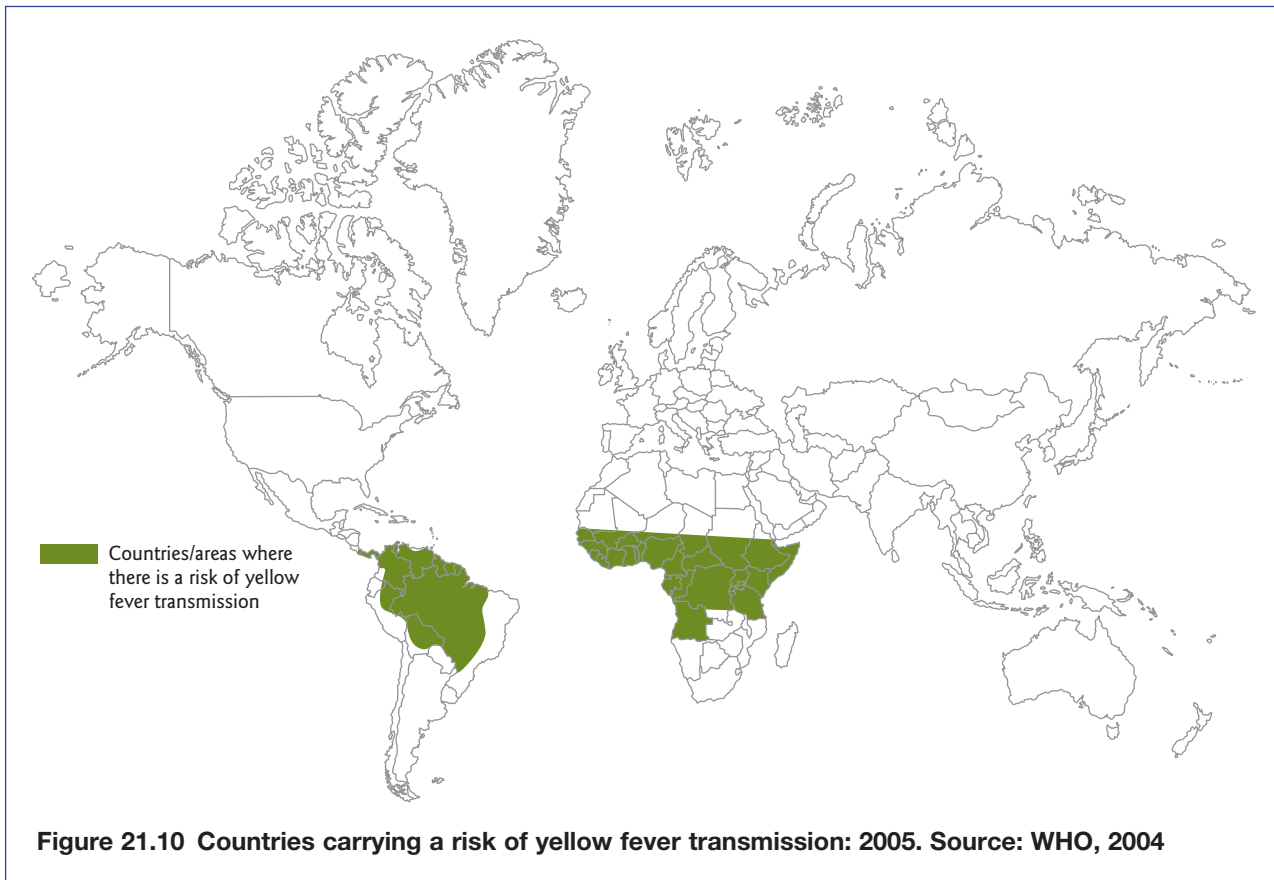 Countries/areas where
there is a risk of yellow
fever transmission
Figure 21.10 Countries carrying a risk of yellow fever transmission: 2005. Source: WHO, 2004